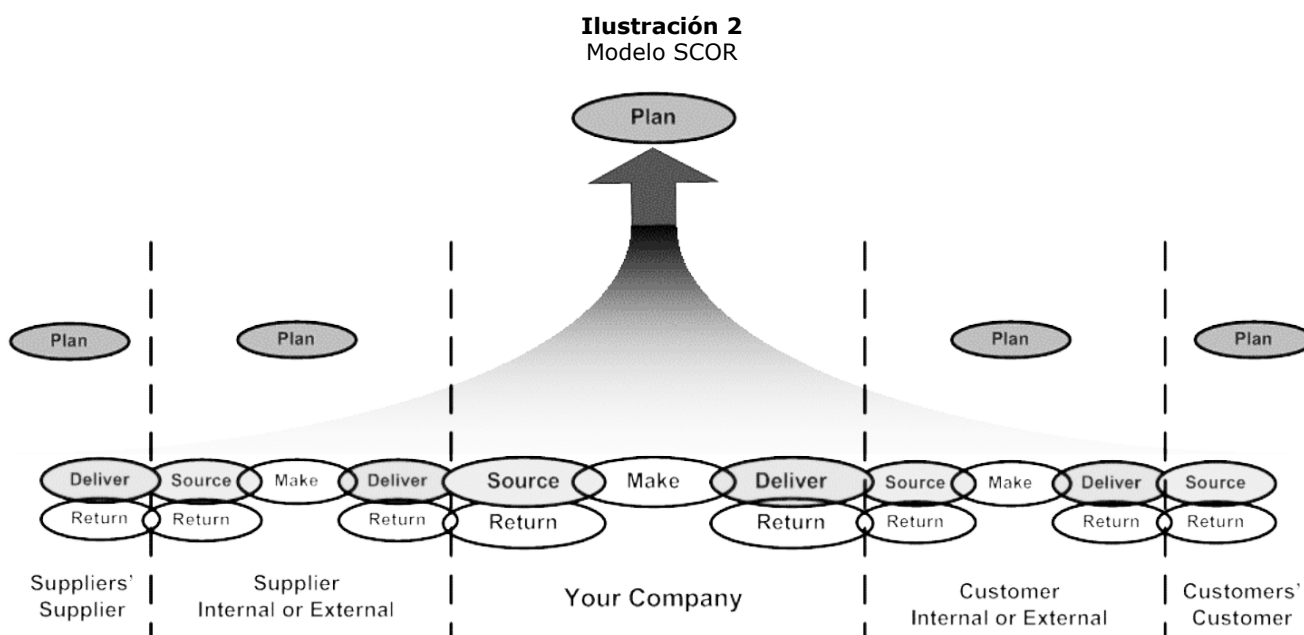 Ilustración 2
Modelo SCOR
Plan
Plan
Plan
Plan
Plan
Deliver
Source
Make
Deliver
Source
Make
Deliver
Source
Make
Deliver
Source
Return
Return
Return
Return
Return
Return
Return
Return
Suppliers'
Supplier
Supplier
Internal or External
Your Company
Customer
Internal or External
Customers'
Customer